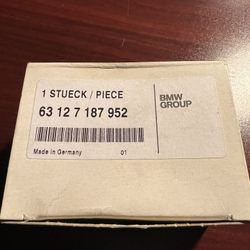 1 STUECK / PIECE
63 12 7 187 952
BMW
GROUP
Made in Germany 01